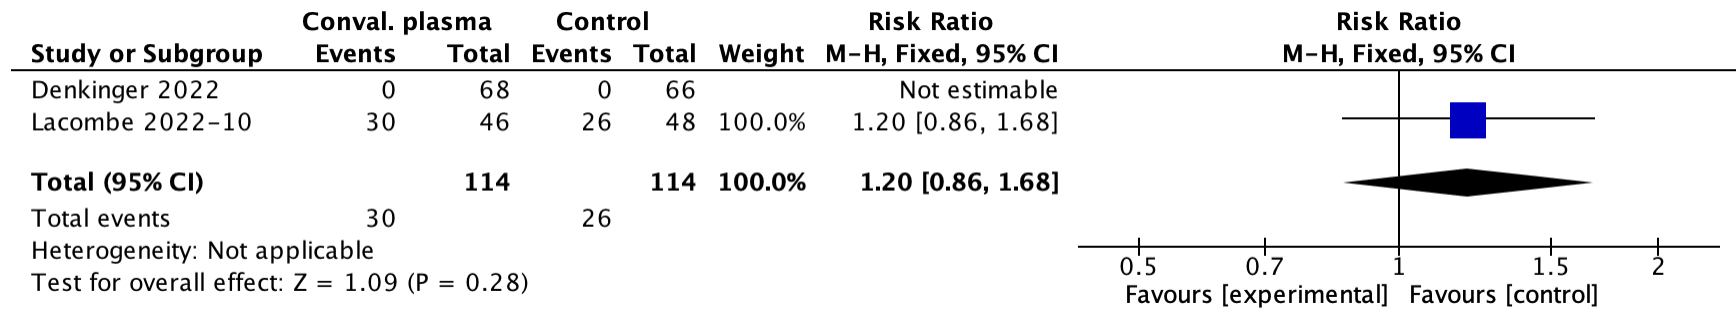 Conval. plasma Control Risk Ratio Risk Ratio
Study or Subgroup Events Total Events Total Weight M-H, Fixed, 95% CI M-H, Fixed, 95% CI
Denkinger 2022 0 68 0 66 Not estimable
Lacombe 2022-10 30 46 26 48 100.0% 1.20 [0.86, 1.68]
Total (95% CI) 114 114 100.0% 1.20 [0.86, 1.68]
Total events 30 26
Heterogeneity: Not applicable
Test for overall effect: Z = 1.09 (P = 0.28)
0.5 0.7 1 1.5 2
Favours [experimental] Favours [control]